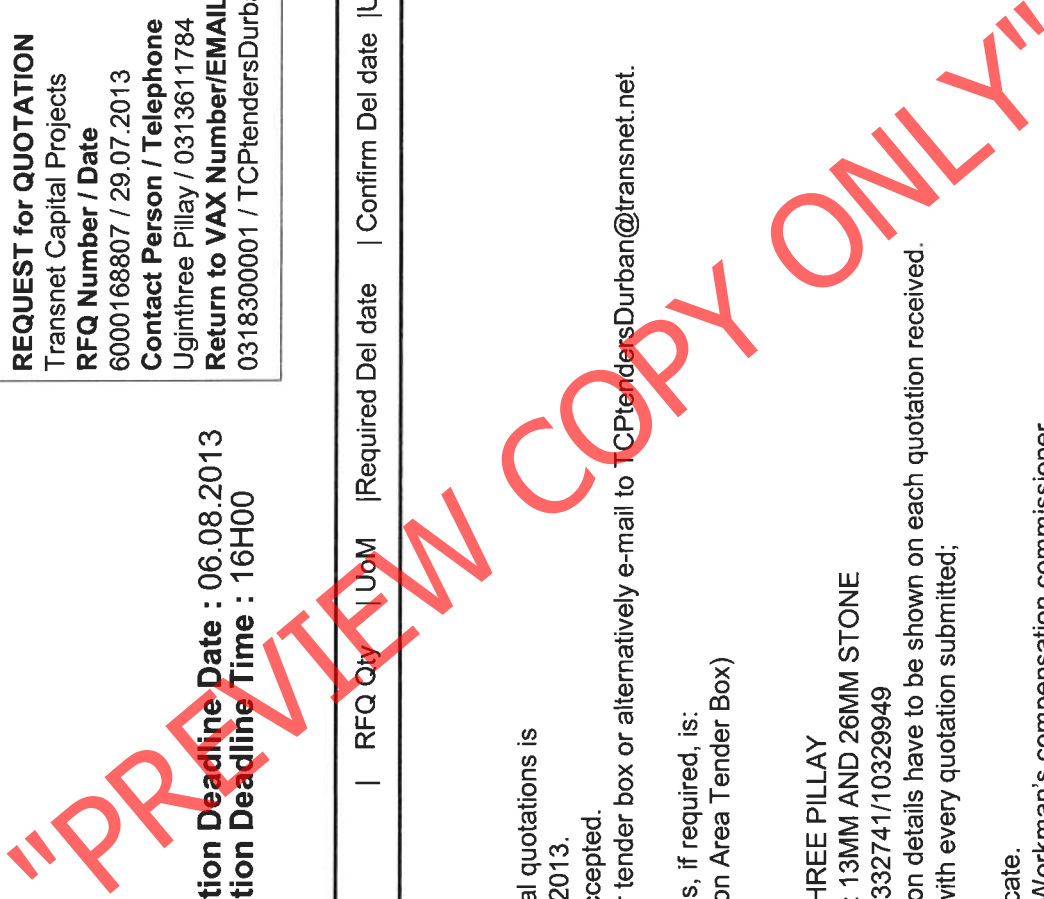 REQUEST for QUOTATION
Transnet Capital Projects
RFQ Number / Date
6000168807 / 29.07.2013
Contact Person / Telephone
Uginthree Pillay / 0313611784
Return to VAX Number/EMAIL
0318300001 / TCPtendersDurba
tion Deadline Date : 06.08.2013
tion Deadline Time : 16H00
| RFQ Qty | UoM |Required Del date | Confirm Del date |U
al quotations is
2013.
ccepted.
tender box or alternatively e-mail to TCPtendersDurban@transnet.net.
s, if required, is:
on Area Tender Box)
HREE PILLAY
: 13MM AND 26MM STONE
332741/10329949
on details have to be shown on each quotation received.
with every quotation submitted;
cate.
Workman's compensation commissioner
"PREVIEW COPY ONLY"